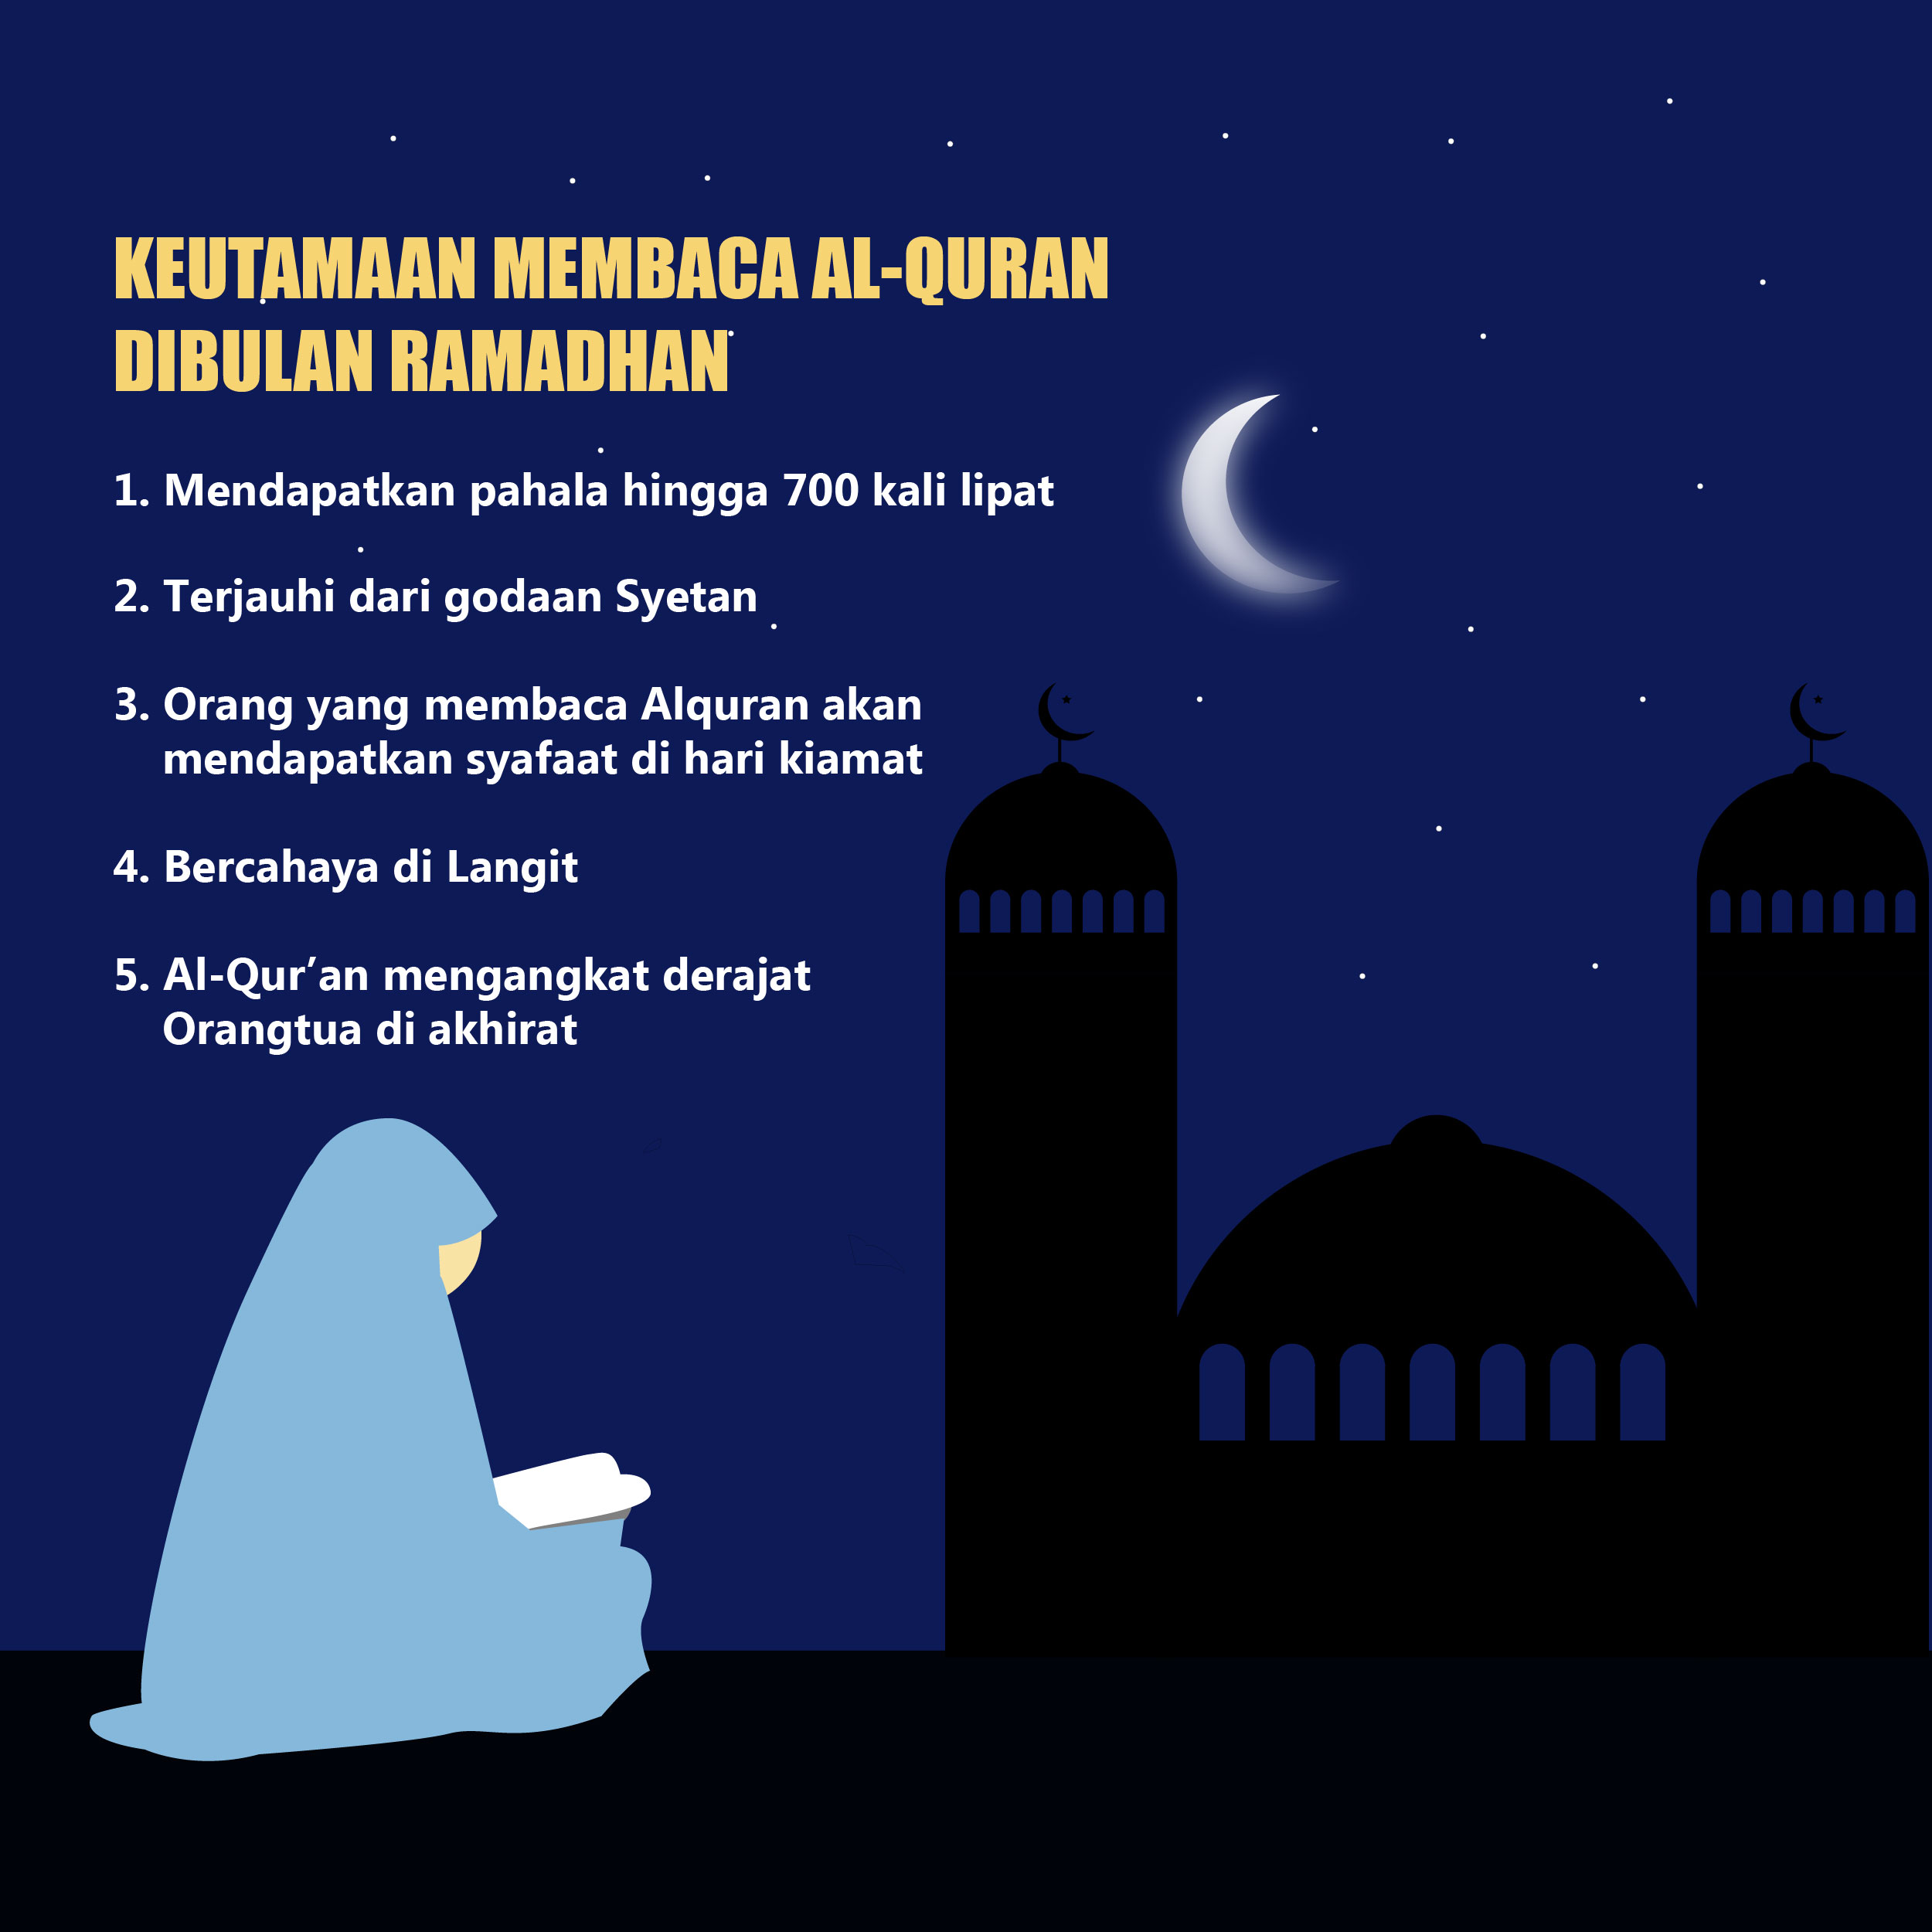 KEUTAMAAN MEMBACA AL-QURAN
DIBULAN RAMADHAN
1. Mendapatkan pahala hingga 700 kali lipat
2. Terjauhi dari godaan Syetan
3. Orang yang membaca Alquran akan
mendapatkan syafaat di hari kiamat
4. Bercahaya di Langit
5. Al-Qur’an mengangkat derajat
Orangtua di akhirat